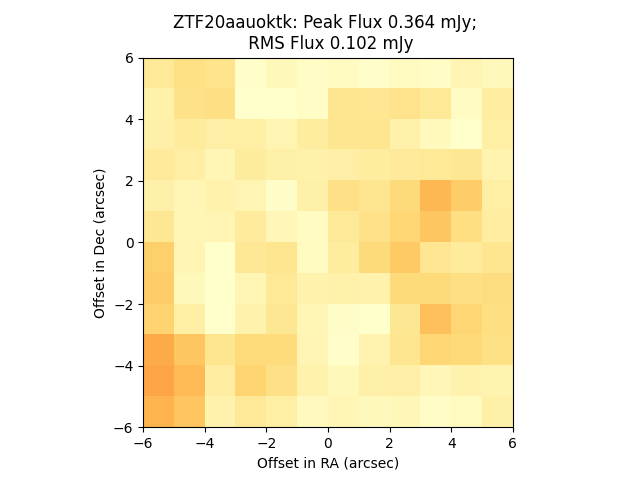 ZTF20aauoktk: Peak Flux 0.364 mJy;
RMS Flux 0.102 mJy
6
4
2
0
−2
−4
−6
Offset in Dec (arcsec)
−6 −4 −2 0 2 4 6
Offset in RA (arcsec)